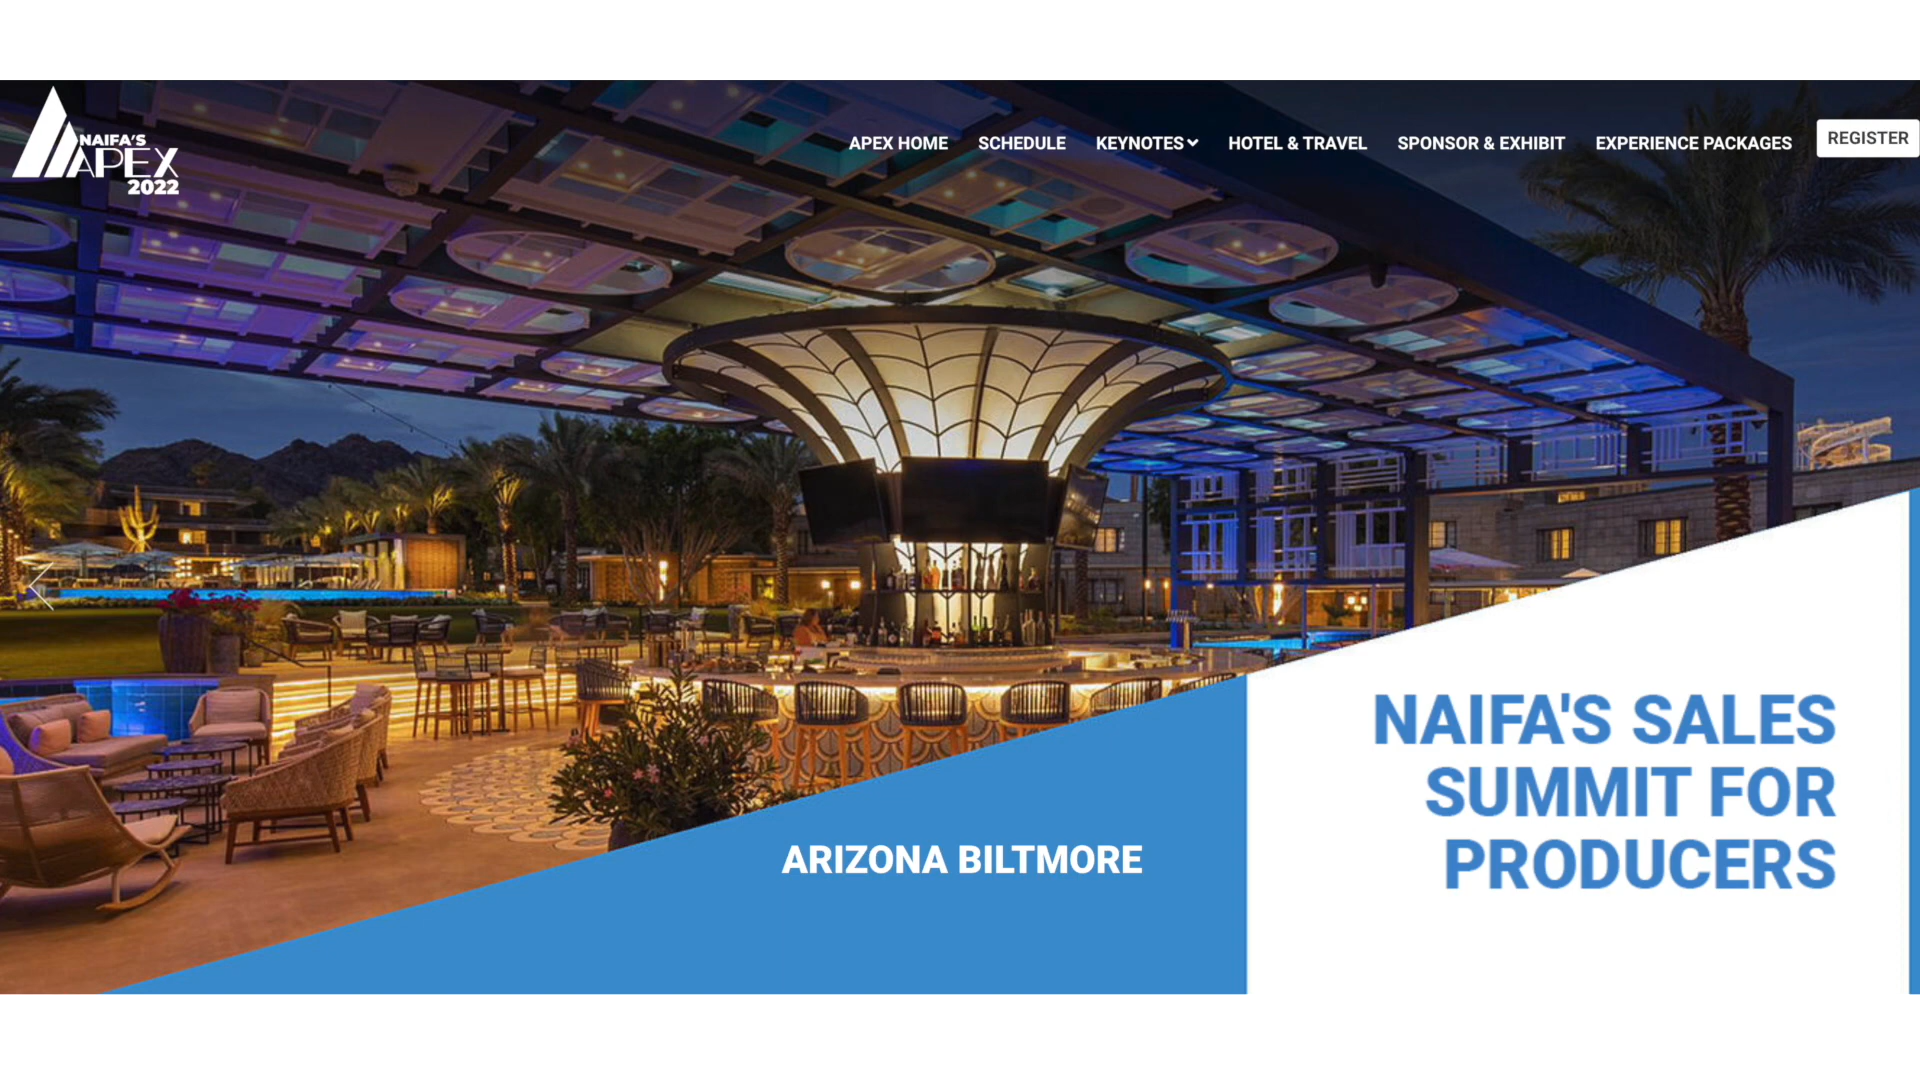 NAIFA'S
APEX
2022
APEX HOME
SCHEDULE
KEYNOTES
HOTEL & TRAVEL
SPONSOR & EXHIBIT
EXPERIENCE PACKAGES
REGISTER
NAIFA'S SALES
SUMMIT FOR
PRODUCERS
ARIZONA BILTMORE